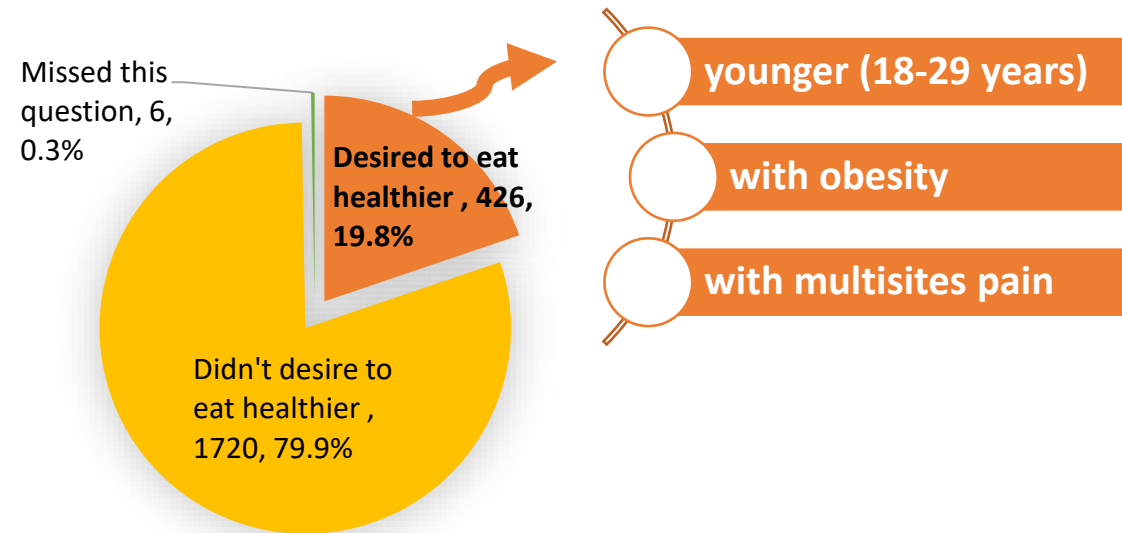 Missed this
question, 6,
0.3%
Desired to eat
healthier , 426,
19.8%
Didn't desire to
eat healthier ,
1720, 79.9%
younger (18-29 years)
with obesity
with multisites pain